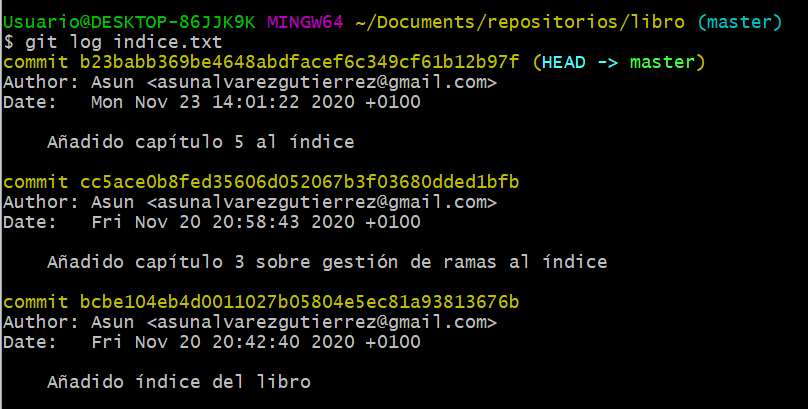 Usuario@DESKTOP-86JJK9K MINGW64 ~/Documents/repositorios/libro (master)
$ git log indice.txt
commit b23babb369be4648abdfacef6c349cf61b12b97f (HEAD -> master)
Author: Asun <asunalvarezgutierrez@gmail.com>
Date:   Mon Nov 23 14:01:22 2020 +0100

    Añadido capítulo 5 al índice

commit cc5ace0b8fed35606d052067b3f03680dded1bfb
Author: Asun <asunalvarezgutierrez@gmail.com>
Date:   Fri Nov 20 20:58:43 2020 +0100

    Añadido capítulo 3 sobre gestión de ramas al índice

commit bcbe104eb4d0011027b05804e5ec81a93813676b
Author: Asun <asunalvarezgutierrez@gmail.com>
Date:   Fri Nov 20 20:42:40 2020 +0100

    Añadido índice del libro